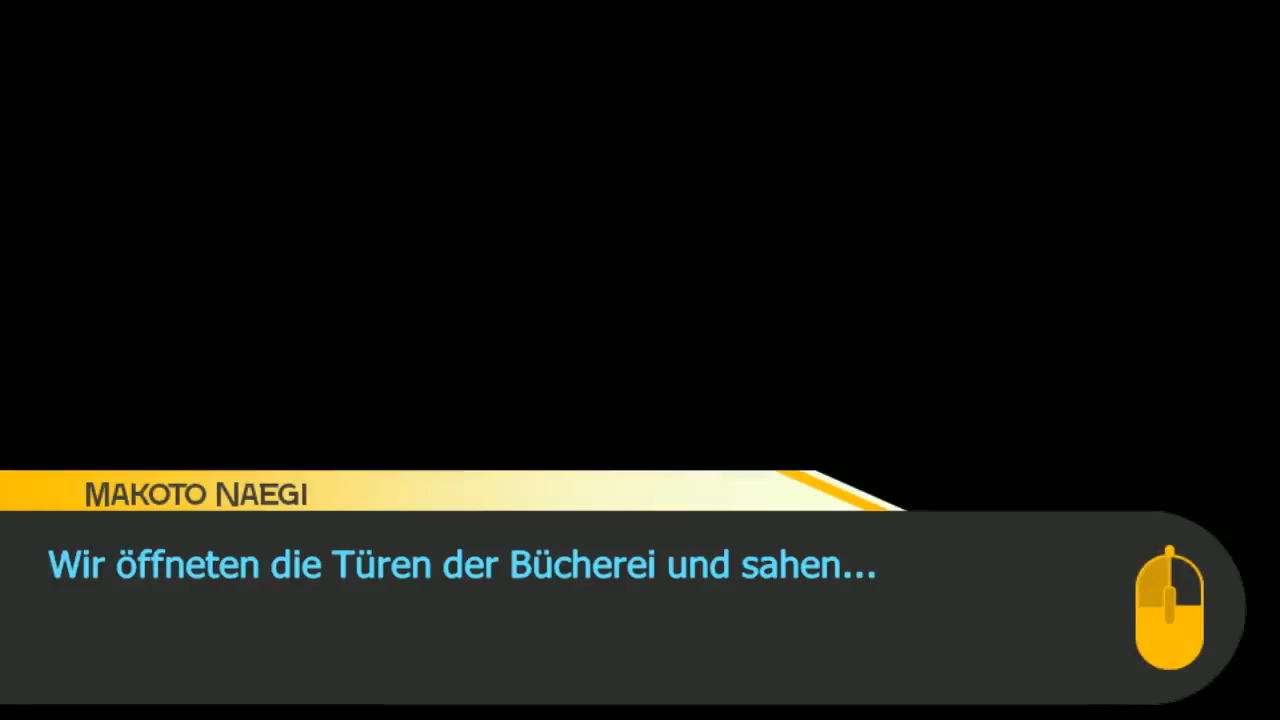 MAKOTO NAEGI
Wir öffneten die Türen der Bücherei und sahen...